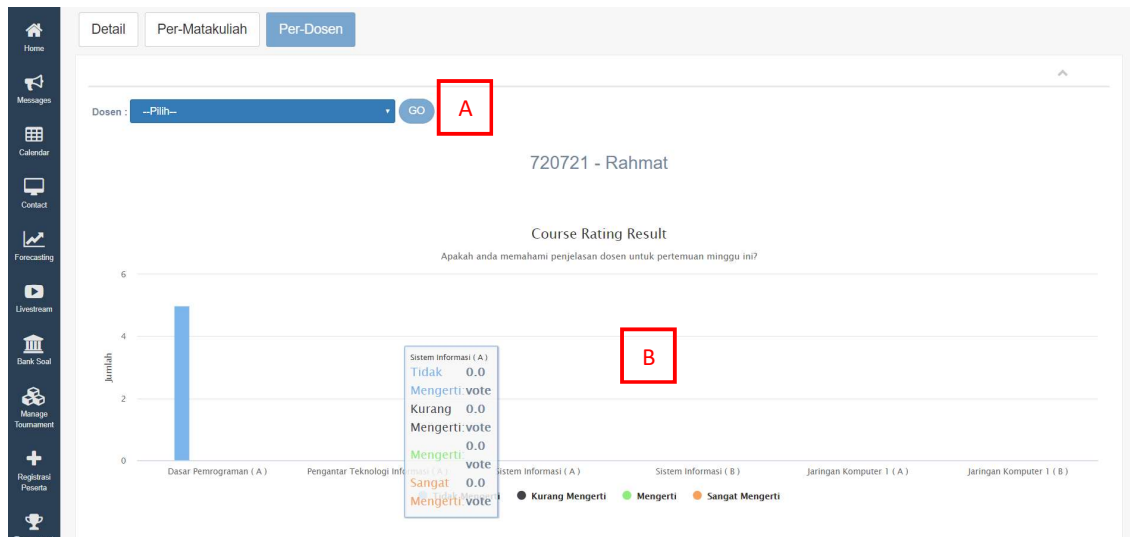 Home
Messages
Calendar
Contact
Forecasting
Livestream
Bank Soal
Manage
Tournament
Registrasi
Peserta
Detail
Per-Matakuliah
Per-Dosen
Dosen :
--Pilih--
GO
A
720721 - Rahmat
Course Rating Result
Apakah anda memahami penjelasan dosen untuk pertemuan minggu ini?
Jumlah
6
4
2
0
B
Sistem Informasi ( A )
Tidak 0.0
Mengerti: vote
Kurang 0.0
Mengerti: vote
0.0
Mengerti: vote
Sangat 0.0
Mengerti: vote
Dasar Pemrograman ( A )
Pengantar Teknologi
Sistem Informasi ( A )
Sistem Informasi ( B )
Jaringan Komputer 1 ( A )
Jaringan Komputer 1 ( B )
Kurang Mengerti
Mengerti
Sangat Mengerti